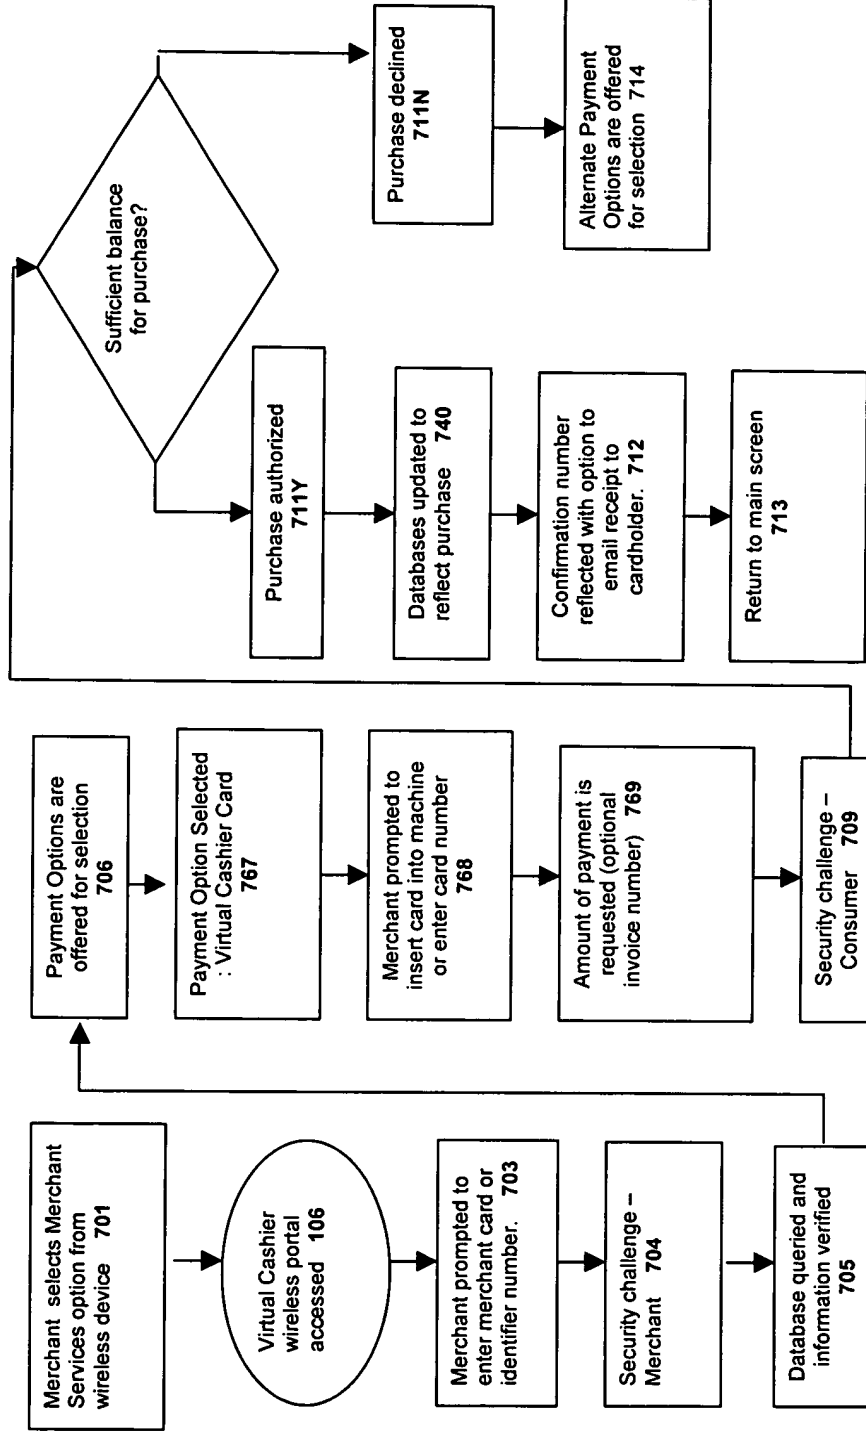 Merchant selects Merchant
Services option from
wireless device 701
Virtual Cashier
wireless portal
accessed 106
Merchant prompted to
enter merchant card or
identifier number. 703
Security challenge –
Merchant 704
Database queried and
information verified
705
Payment Options are
offered for selection
706
Payment Option Selected
: Virtual Cashier Card
767
Merchant prompted to
insert card into machine
or enter card number
768
Amount of payment is
requested (optional
invoice number) 769
Security challenge –
Consumer 709
Sufficient balance
for purchase?
Purchase authorized
711Y
Databases updated to
reflect purchase 740
Confirmation number
reflected with option to
email receipt to
cardholder. 712
Return to main screen
713
Purchase declined
711N
Alternate Payment
Options are offered
for selection 714